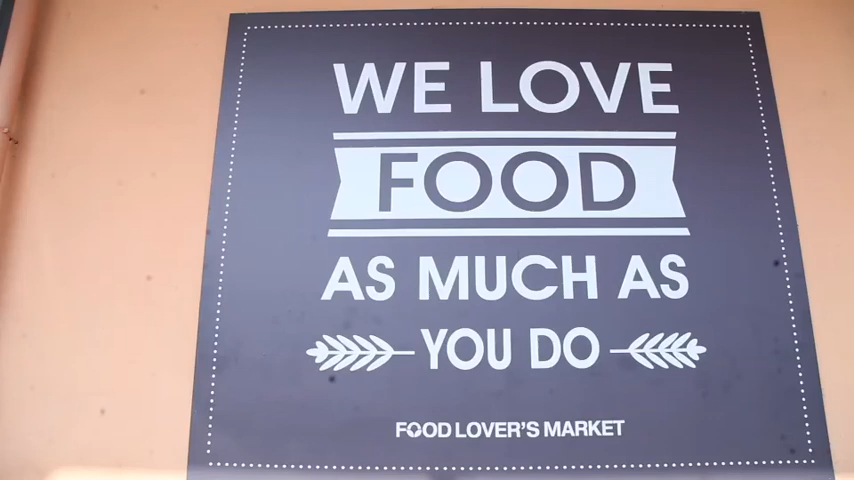 WE LOVE
FOOD
AS MUCH AS
YOU DO
FOOD LOVER'S MARKET